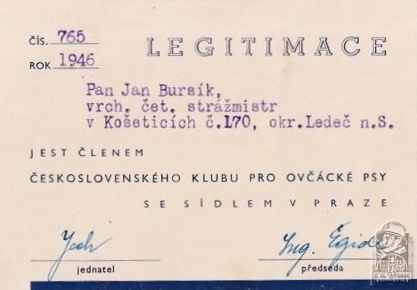 ČÍS. 765
LEGITIMACE
ROK 1946
Pan Jan Bursík,
vrch. čet. strážmistr
v Košeticích č.170, okr.Ledeč n.S.
JEST ČLENEM
ČESKOSLOVENSKÉHO KLUBU PRO OVČÁCKÉ PSY
SE SÍDLEM V PRAZE
Ing.
jednatel
předseda